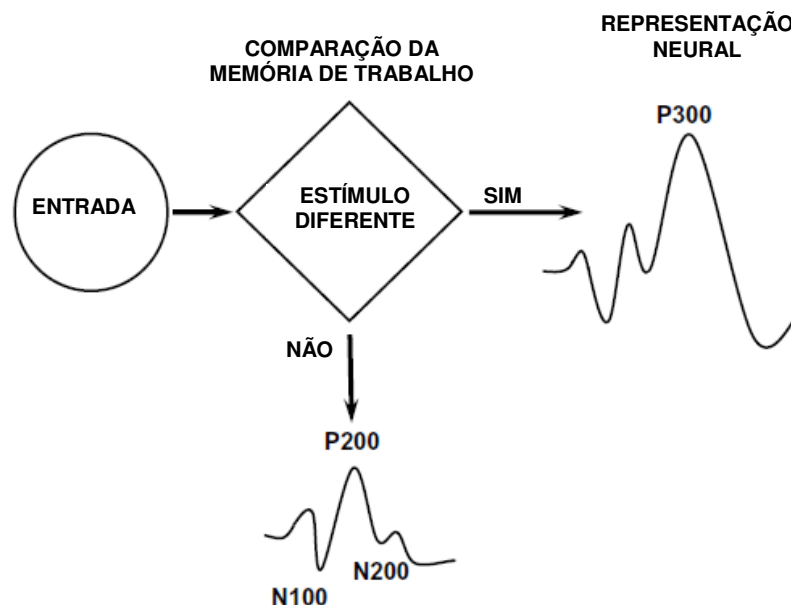 COMPARAÇÃO DA
MEMÓRIA DE TRABALHO
REPRESENTAÇÃO
NEURAL
P300
ENTRADA
ESTÍMULO
DIFERENTE
SIM
NÃO
P200
N200
N100